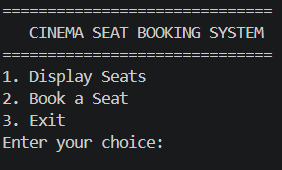 ==============================
   CINEMA SEAT BOOKING SYSTEM
==============================
1. Display Seats
2. Book a Seat
3. Exit
Enter your choice: